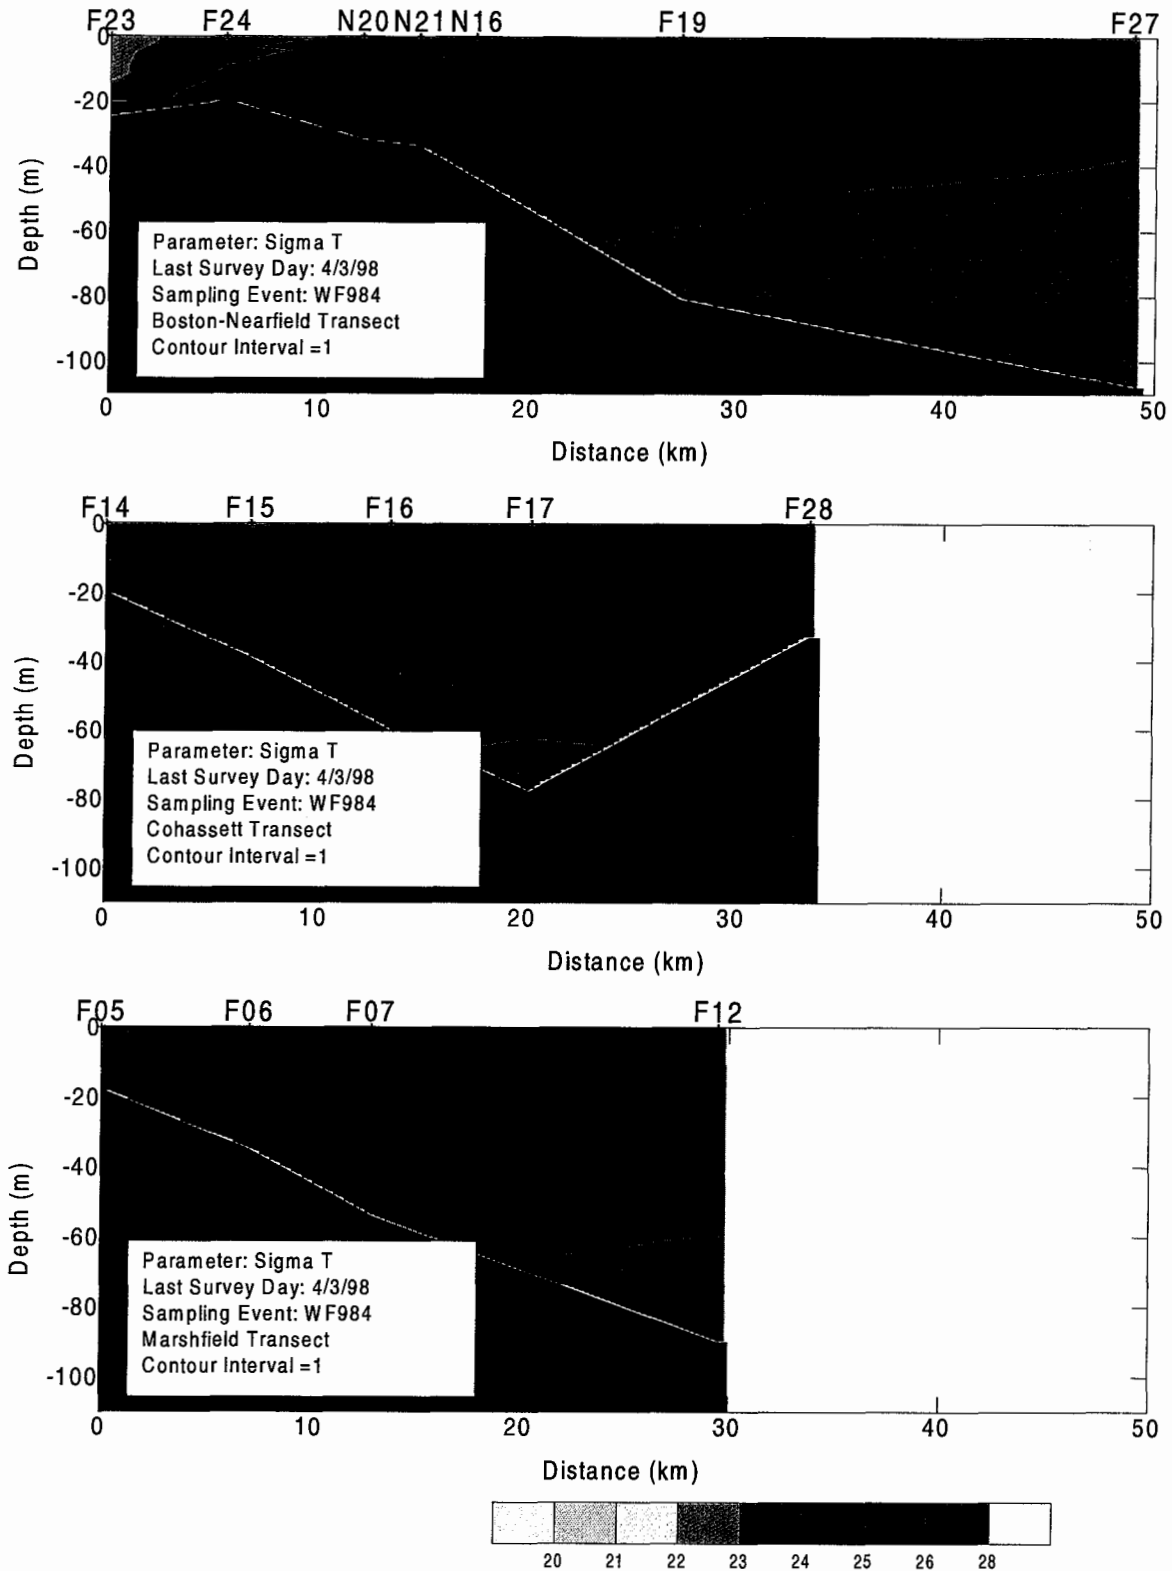 F23 F24 N20 N21 N16 F19 F27
0
-20
-40
-60
-80
-100
Depth (m)
Parameter: Sigma T
Last Survey Day: 4/3/98
Sampling Event: WF984
Boston-Nearfield Transect
Contour Interval =1
0 10 20 30 40 50
Distance (km)
F14 F15 F16 F17 F28
0
-20
-40
-60
-80
-100
Depth (m)
Parameter: Sigma T
Last Survey Day: 4/3/98
Sampling Event: WF984
Cohassett Transect
Contour Interval =1
0 10 20 30 40 50
Distance (km)
F05 F06 F07 F12
0
-20
-40
-60
-80
-100
Depth (m)
Parameter: Sigma T
Last Survey Day: 4/3/98
Sampling Event: WF984
Marshfield Transect
Contour Interval =1
0 10 20 30 40 50
Distance (km)
20 21 22 23 24 25 26 28